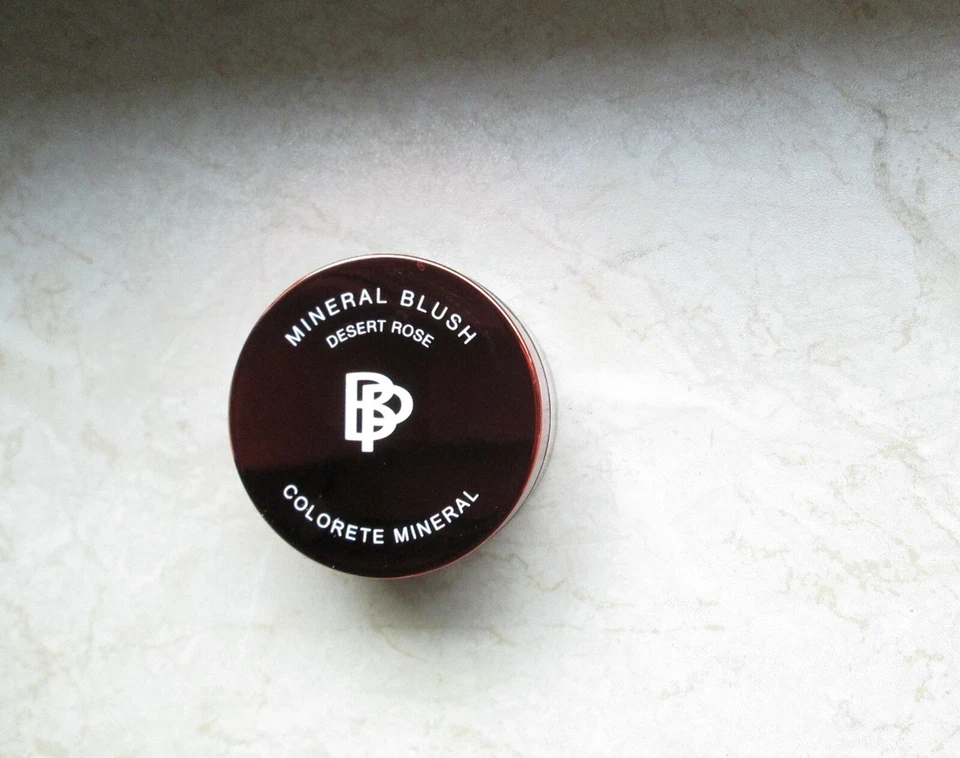 MINERAL BLUSH
DESERT ROSE
BP
COLORETE MINERAL